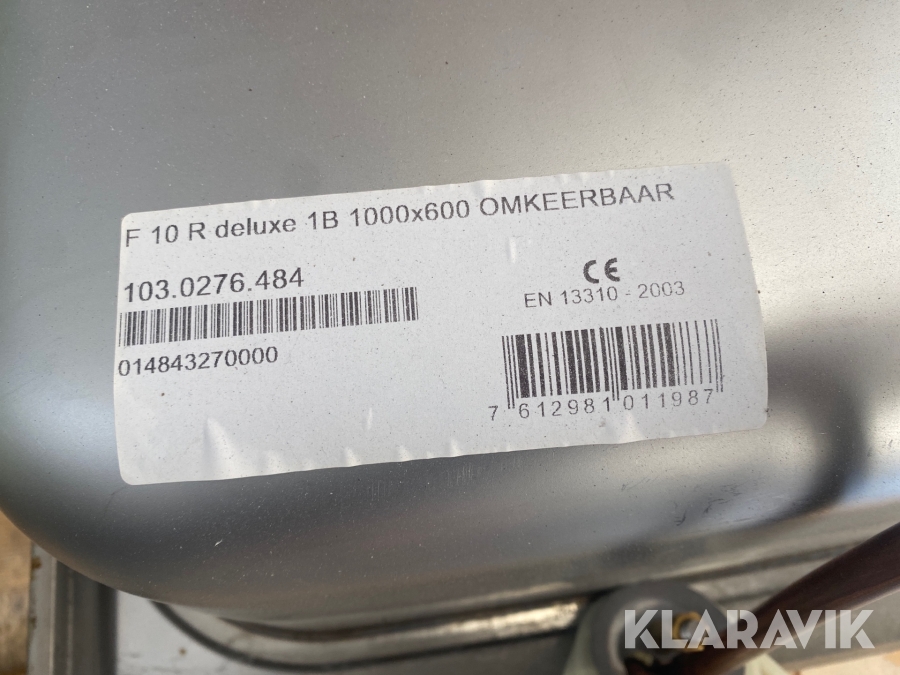 F 10 R deluxe 1B 1000x600 OMKEERBAAR
103.0276.484
CE
EN 13310 - 2003
014843270000
7 612981 011987
KLARAVIK